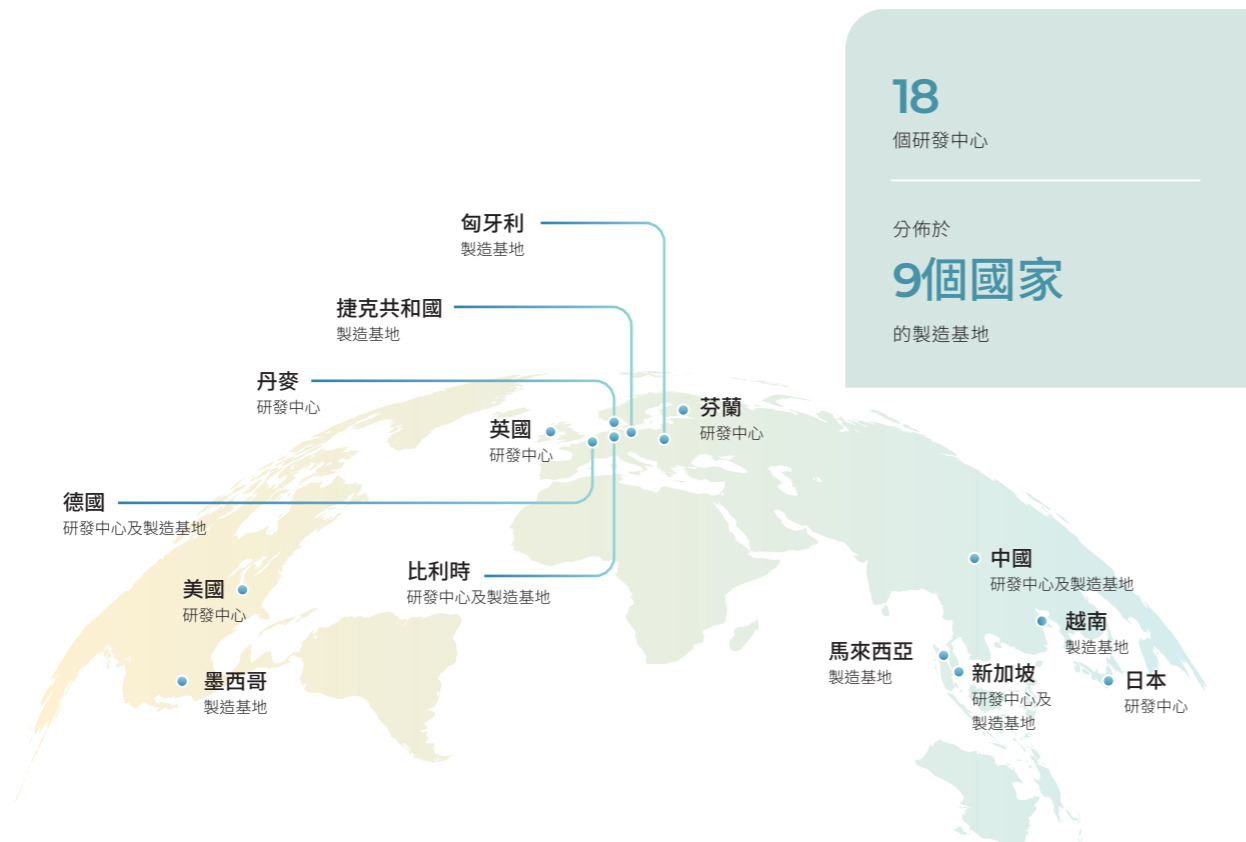 18
個研發中心
分佈於
9個國家
的製造基地
匈牙利
製造基地
捷克共和國
製造基地
丹麥
研發中心
英國
研發中心
芬蘭
研發中心
德國
研發中心及製造基地
美國
研發中心
比利時
研發中心及製造基地
墨西哥
製造基地
中國
研發中心及製造基地
越南
製造基地
馬來西亞
製造基地
新加坡
研發中心及
製造基地
日本
研發中心